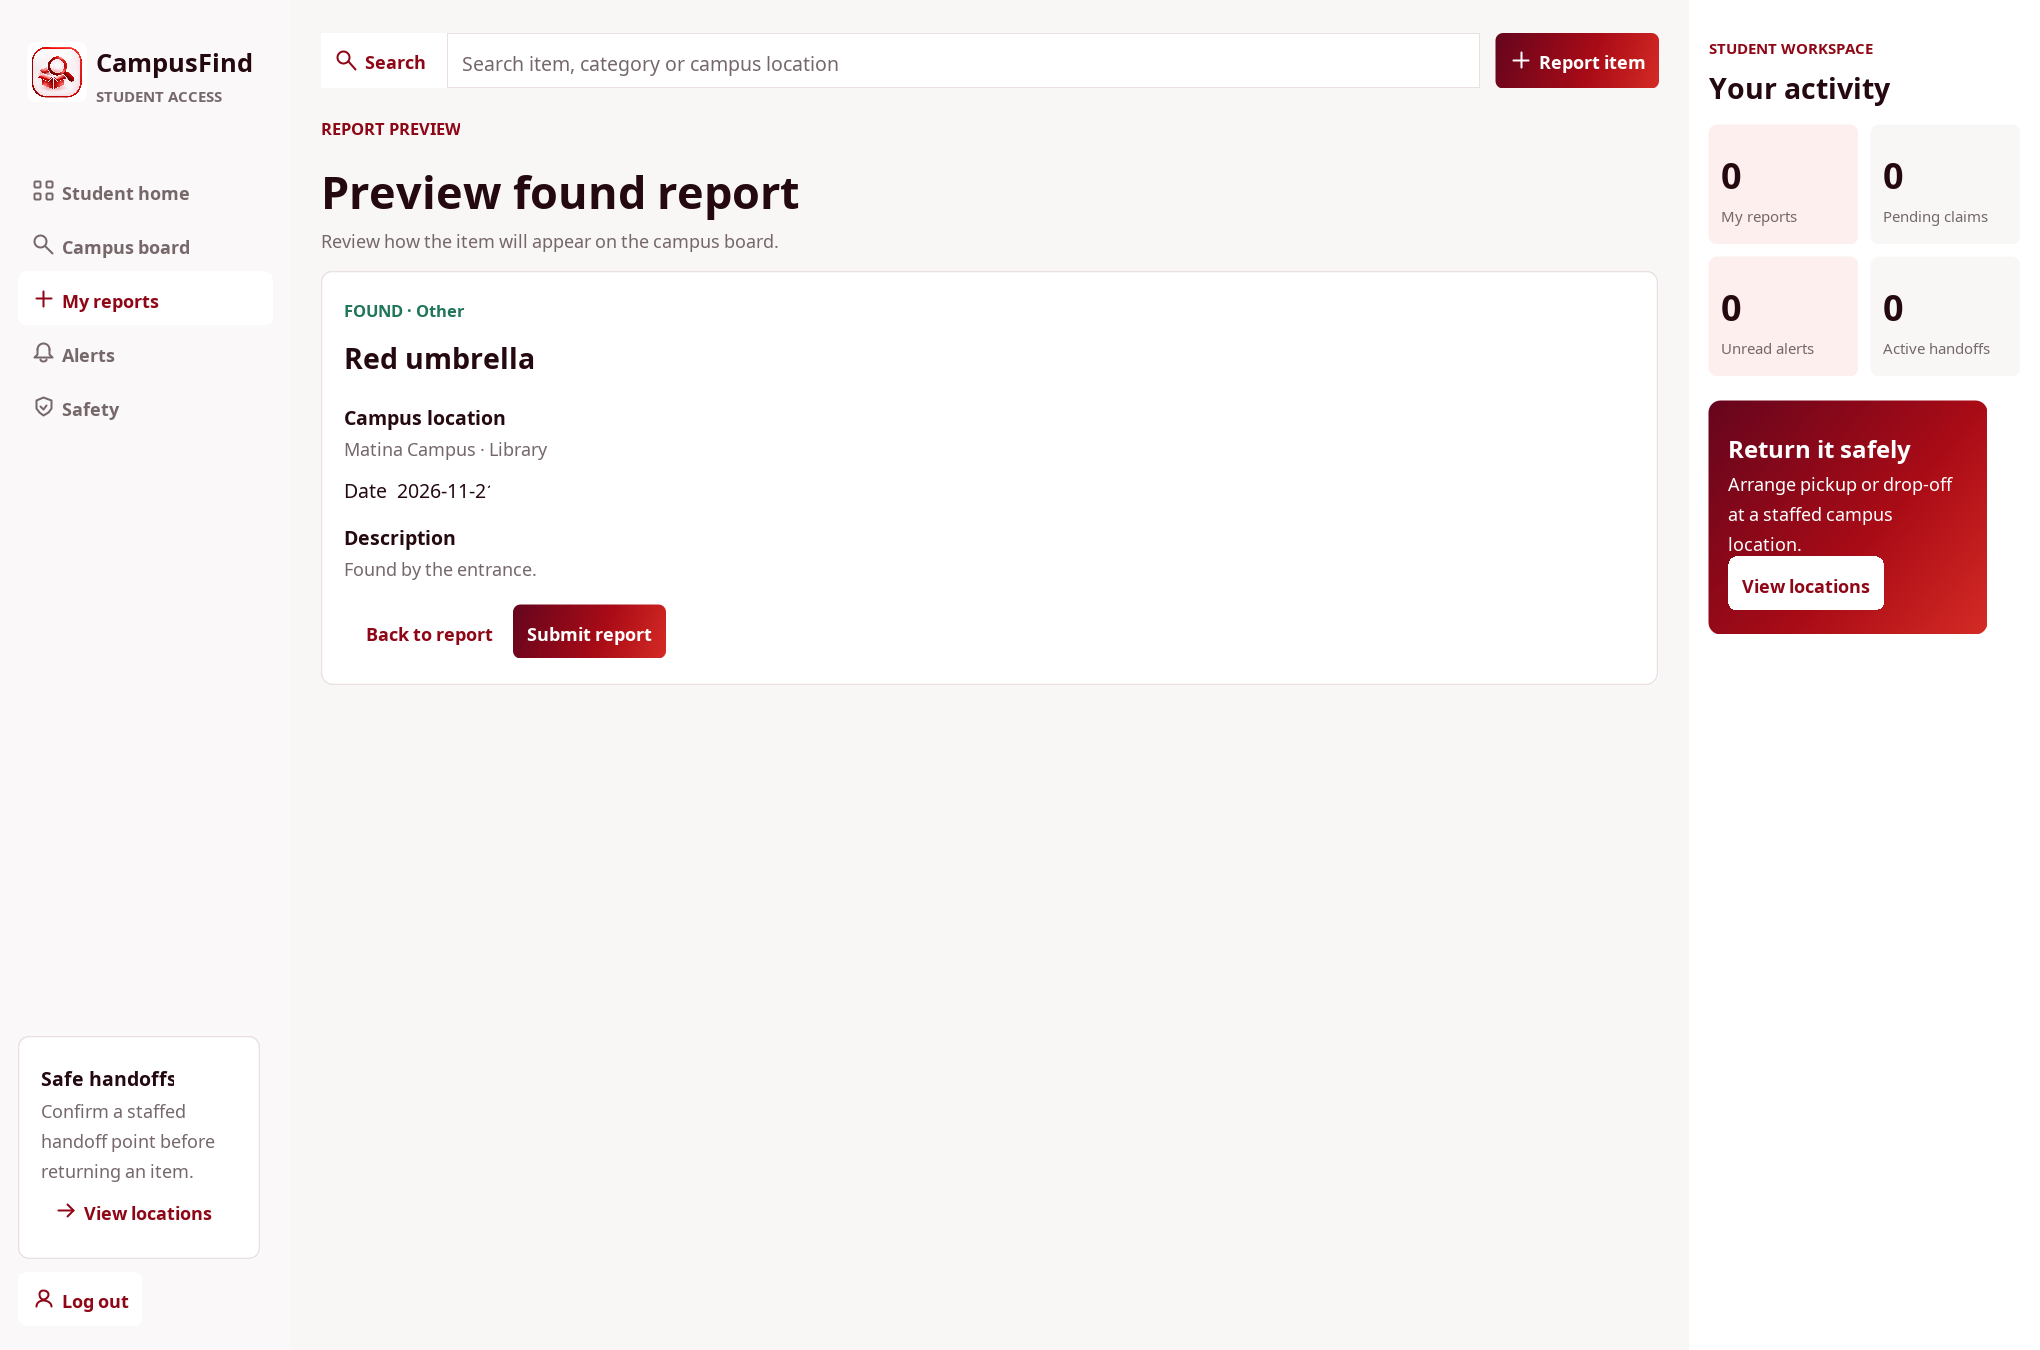 CampusFind
STUDENT ACCESS
Student home
Campus board
My reports
Alerts
Safety
Safe handoffs
Confirm a staffed
handoff point before
returning an item.
View locations
Log out
Search
Search item, category or campus location
Report item
REPORT PREVIEW
Preview found report
Review how the item will appear on the campus board.
FOUND · Other
Red umbrella
Campus location
Matina Campus · Library
Date
Description
Found by the entrance.
Back to report
Submit report
STUDENT WORKSPACE
Your activity
0
My reports
0
Pending claims
0
Unread alerts
0
Active handoffs
Return it safely
Arrange pickup or drop-off
at a staffed campus
location.
View locations